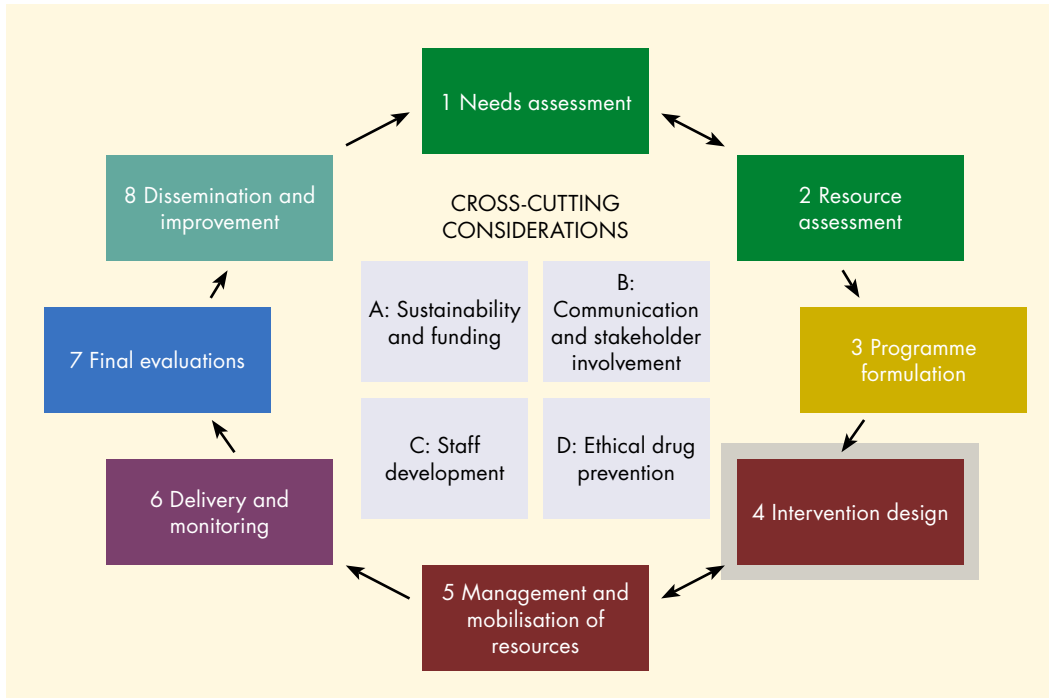 1 Needs assessment
2 Resource
assessment
3 Programme
formulation
4 Intervention design
5 Management and
mobilisation of
resources
6 Delivery and
monitoring
7 Final evaluations
8 Dissemination and
improvement
CROSS-CUTTING
CONSIDERATIONS
A: Sustainability
and funding
B:
Communication
and stakeholder
involvement
C: Staff
development
D: Ethical drug
prevention